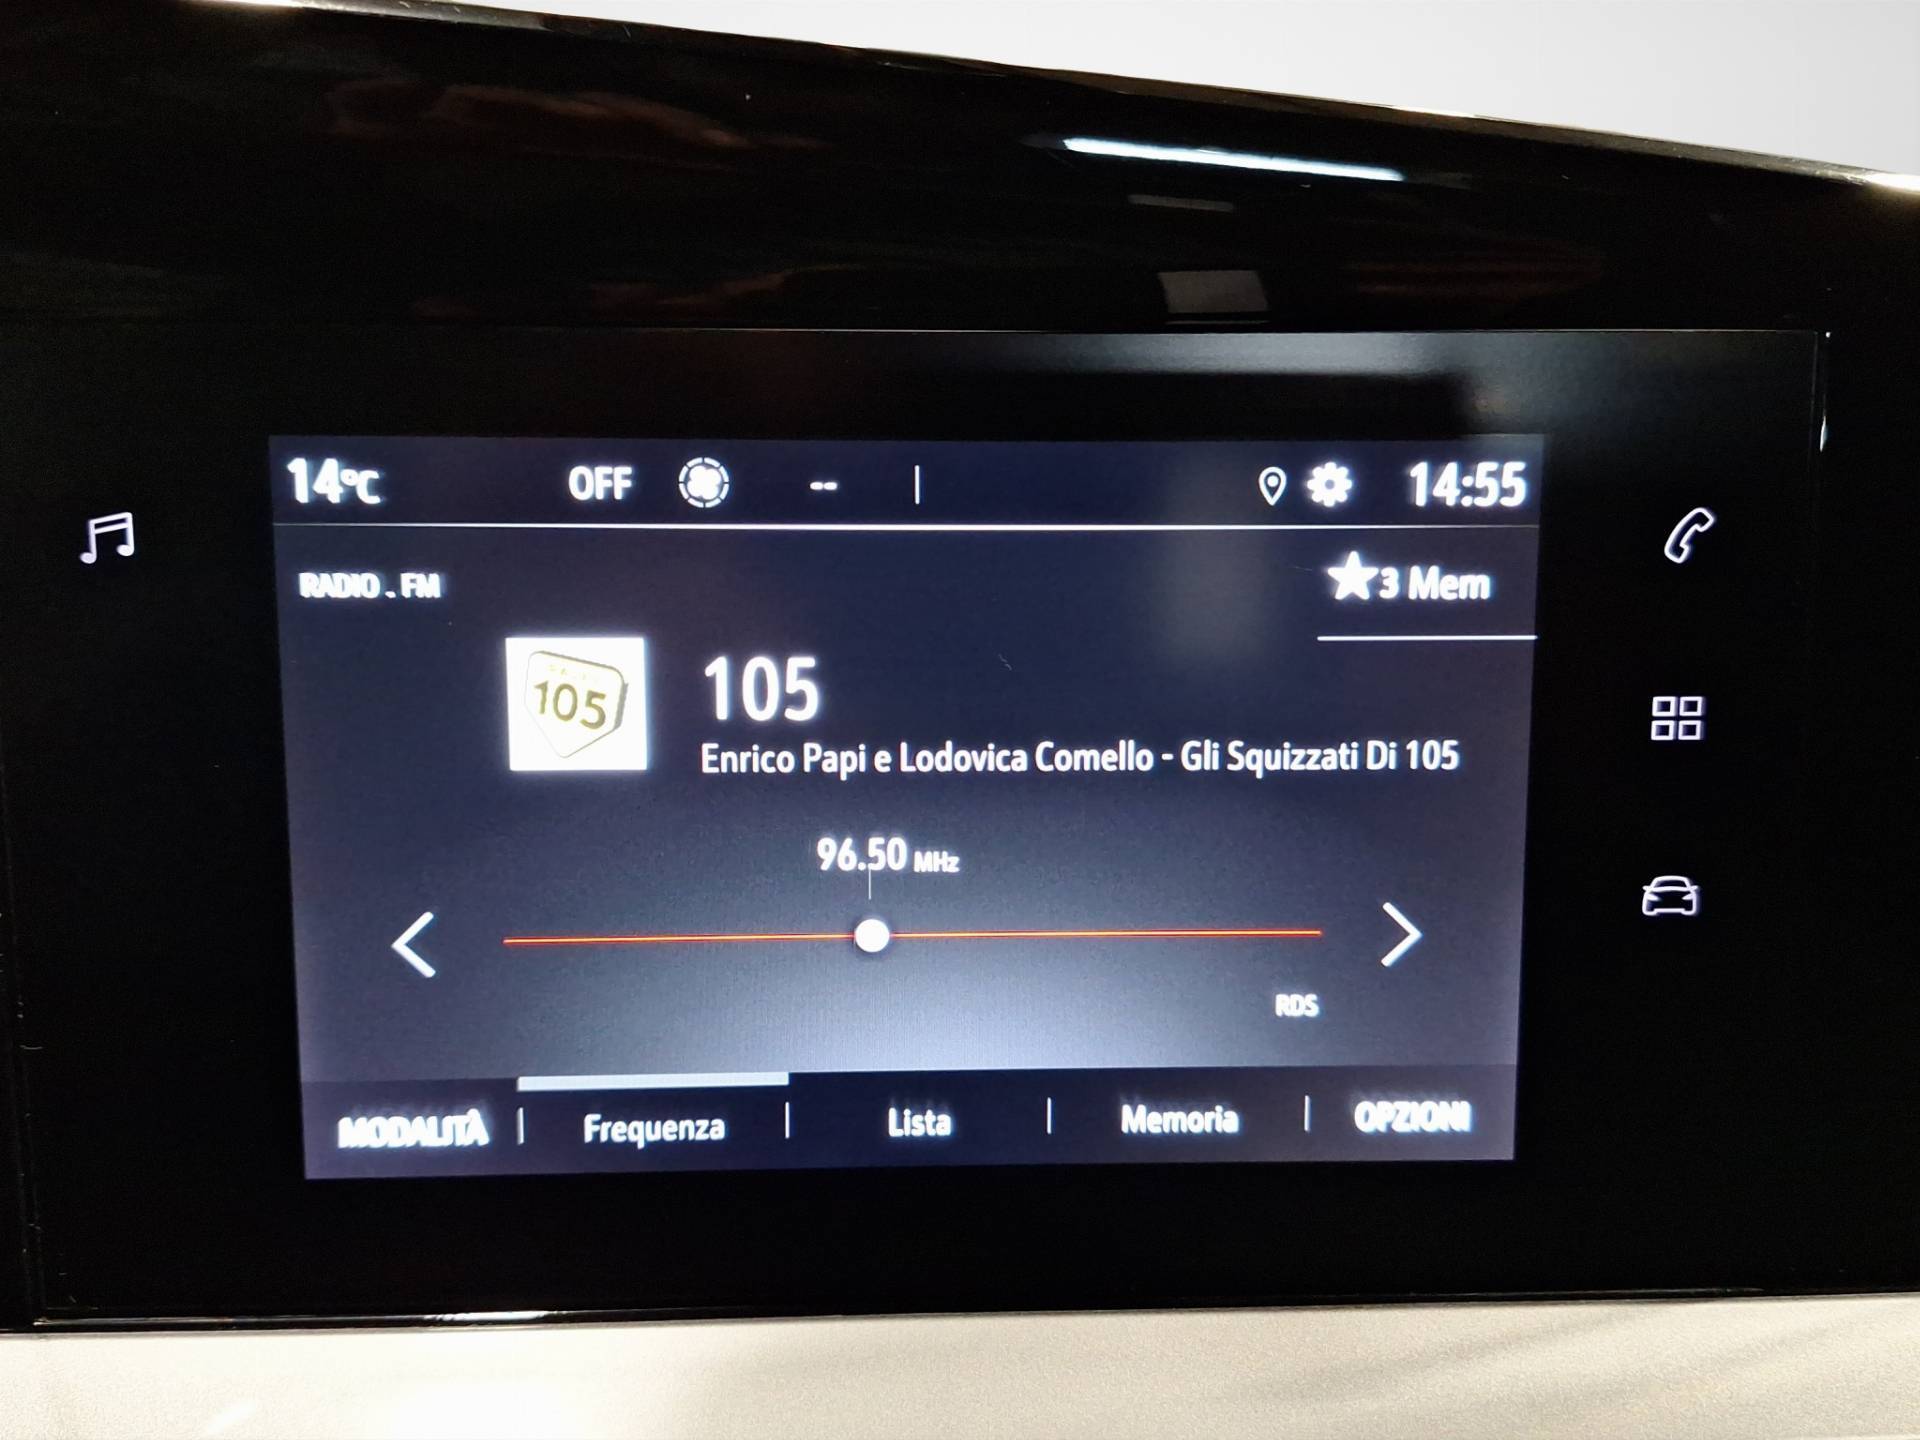 14°C OFF -- 14:55
RADIO . FM
3 Mem
RADIO
105
105
Enrico Papi e Lodovica Comello - Gli Squizzati Di 105
96.50 MHz
RDS
MODALITÀ Frequenza Lista Memoria OPZIONI